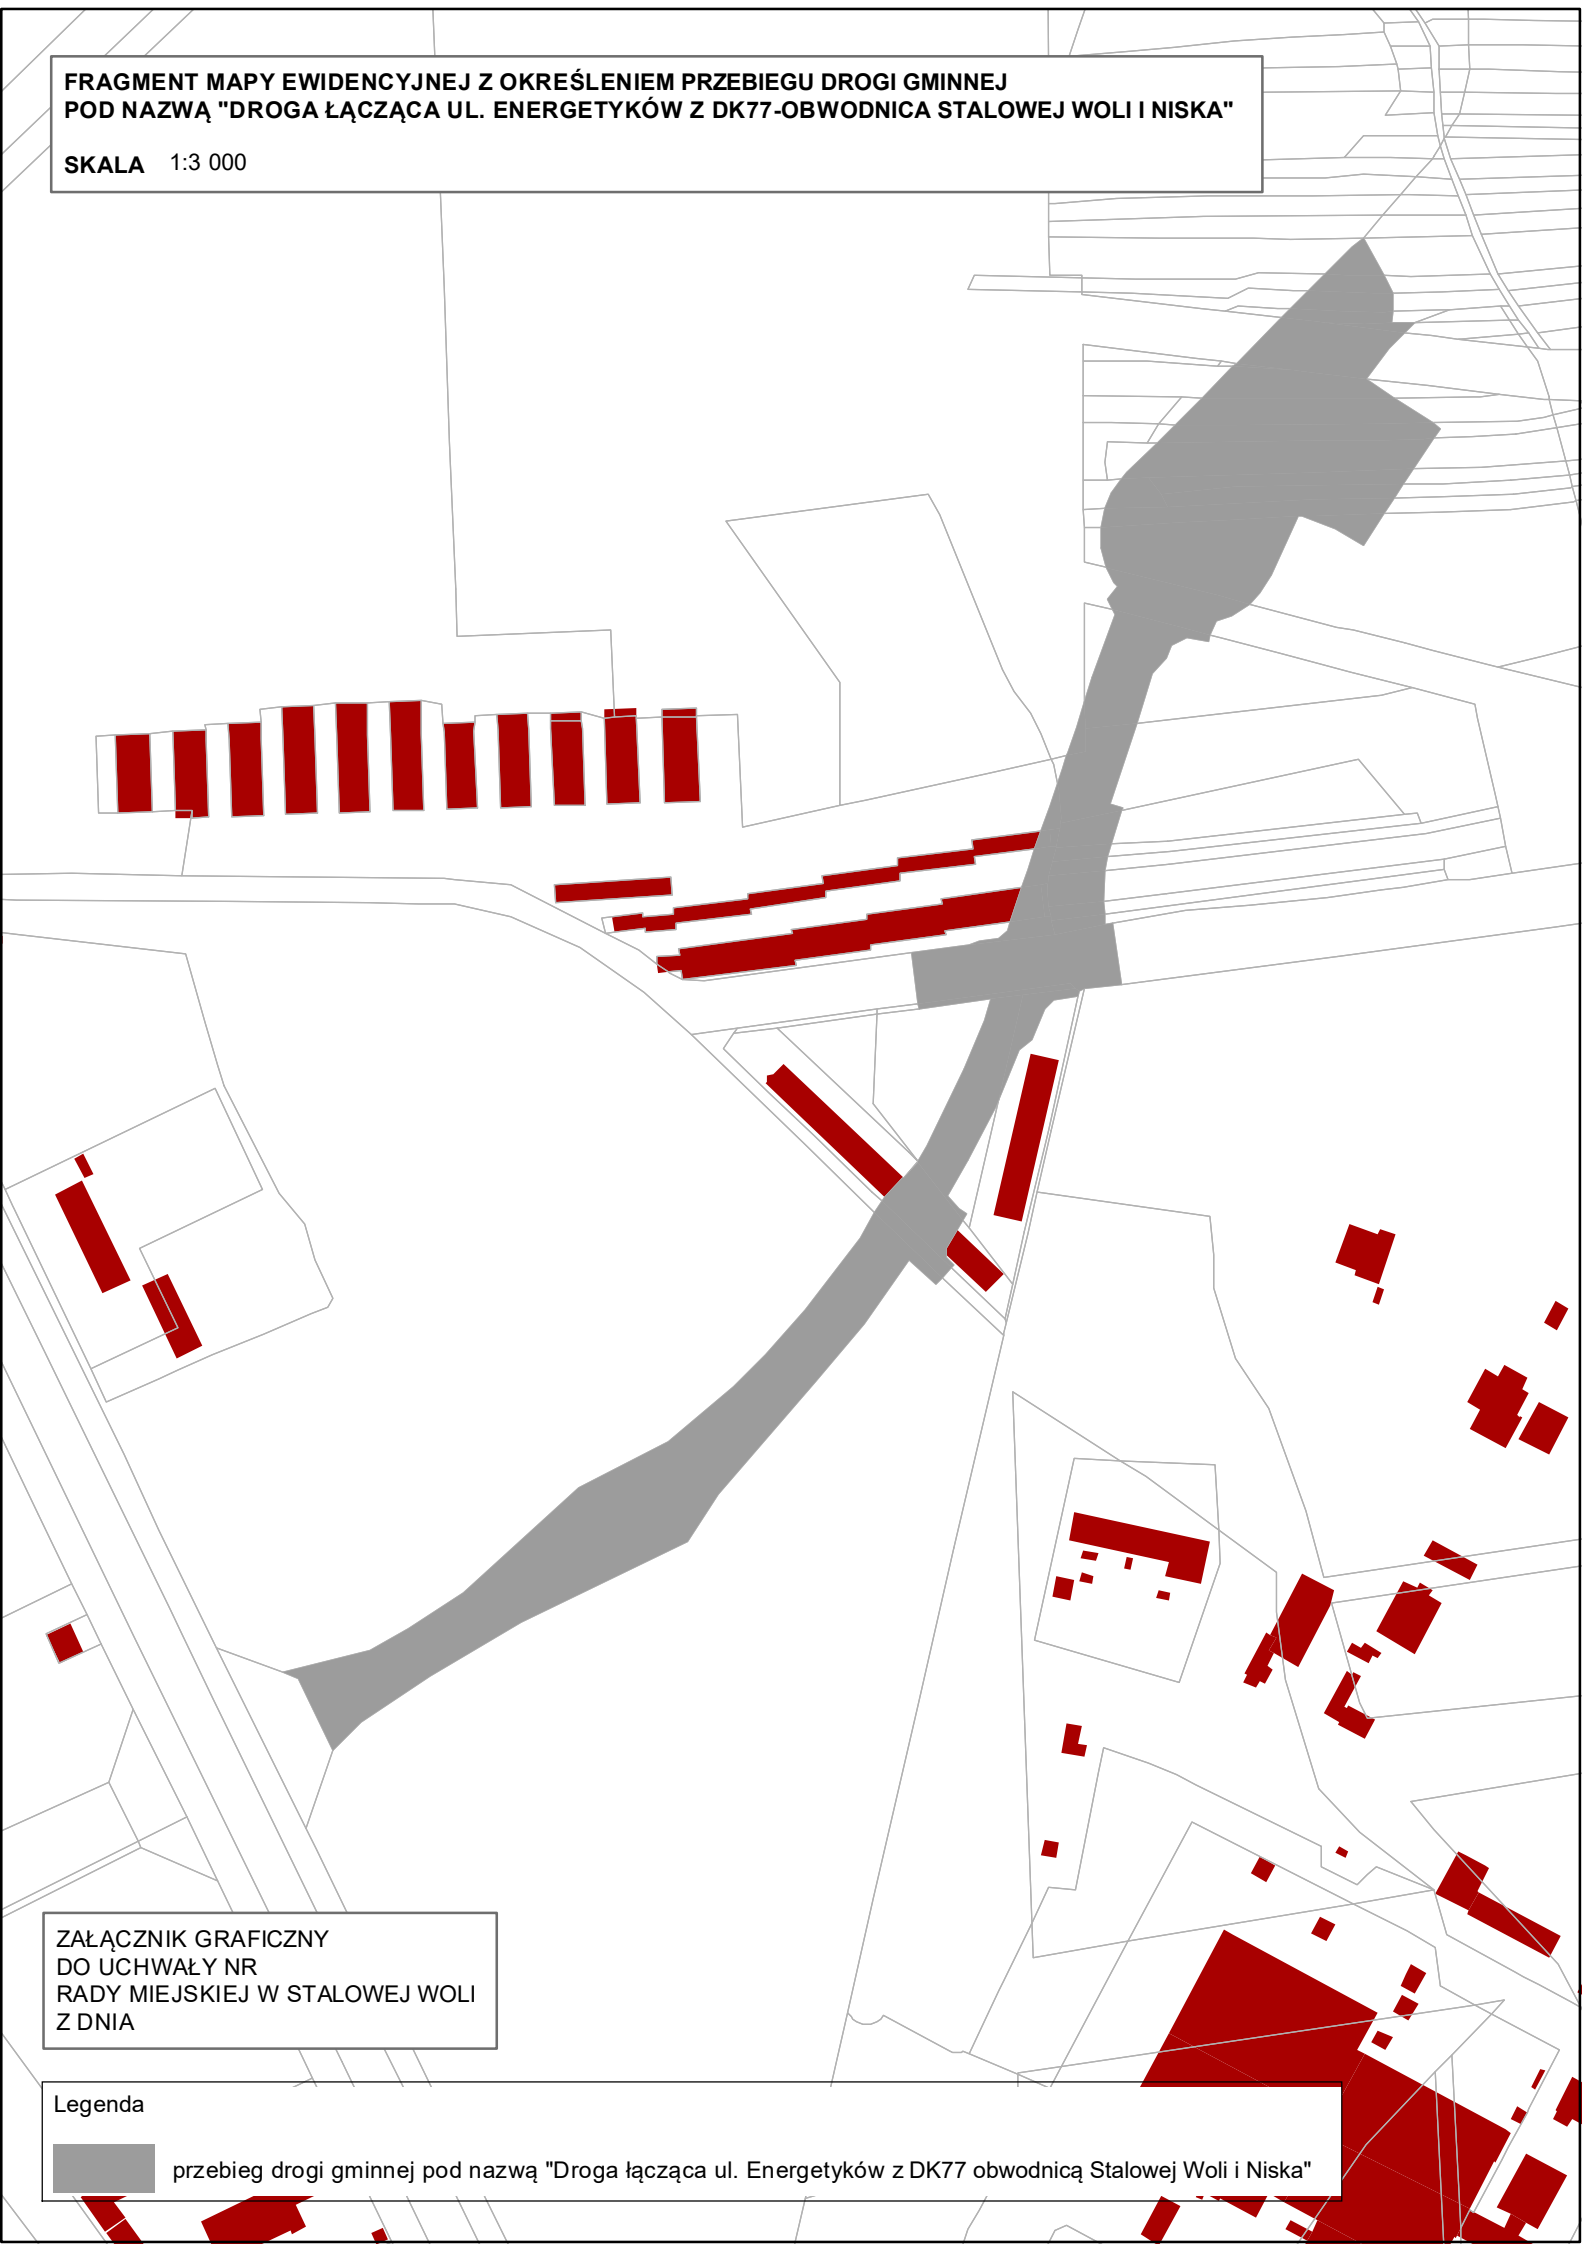 FRAGMENT MAPY EWIDENCYJNEJ Z OKREŚLENIEM PRZEBIEGU DROGI GMINNEJ
POD NAZWĄ "DROGA ŁĄCZĄCA UL. ENERGETYKÓW Z DK77-OBWODNICA STALOWEJ WOLI I NISKA"
SKALA 1:3 000
ZAŁĄCZNIK GRAFICZNY
DO UCHWAŁY NR
RADY MIEJSKIEJ W STALOWEJ WOLI
Z DNIA
Legenda
przebieg drogi gminnej pod nazwą "Droga łącząca ul. Energetyków z DK77 obwodnicą Stalowej Woli i Niska"